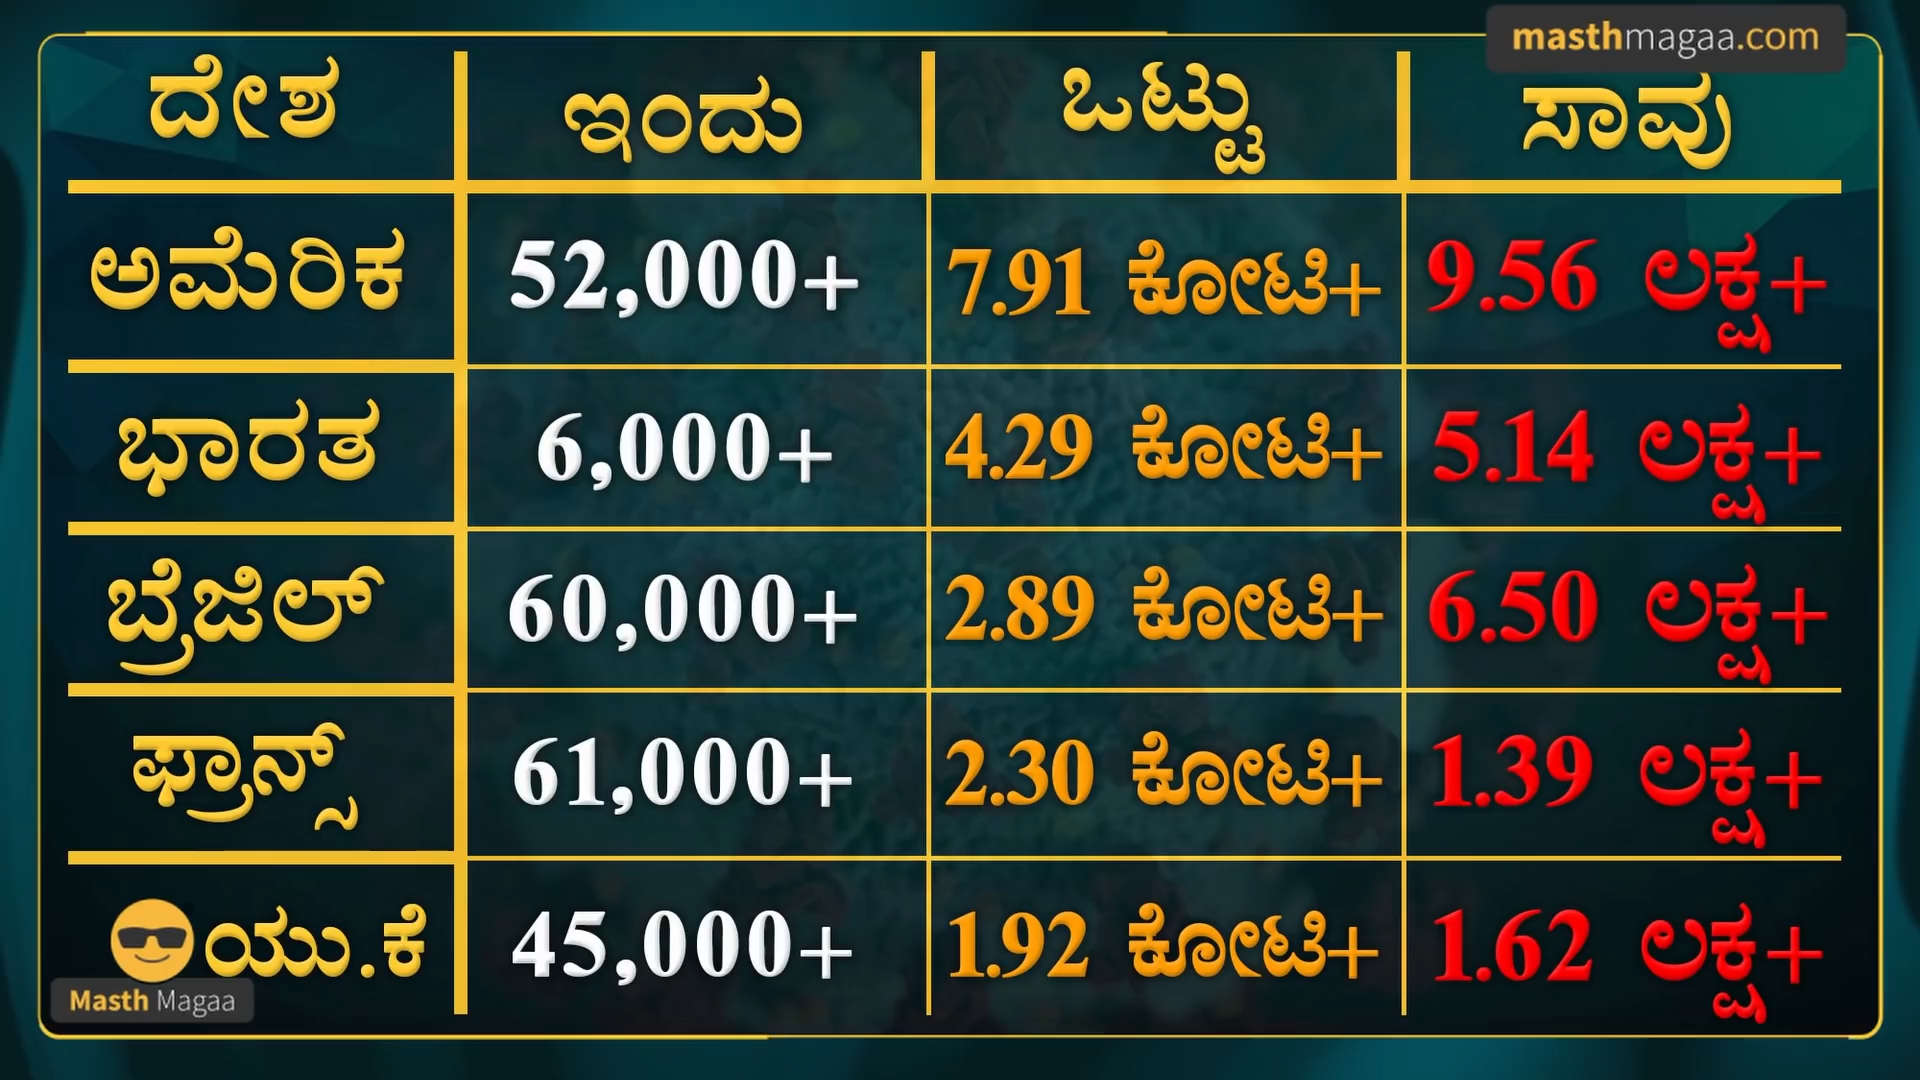 masthmagaa.com
ದೇಶ ಇಂದು ಒಟ್ಟು ಸಾವು
ಅಮೆರಿಕ 52,000+ 7.91 ಕೋಟಿ+ 9.56 ಲಕ್ಷ+
ಭಾರತ 6,000+ 4.29 ಕೋಟಿ+ 5.14 ಲಕ್ಷ+
ಬ್ರೆಜಿಲ್ 60,000+ 2.89 ಕೋಟಿ+ 6.50 ಲಕ್ಷ+
ಫ್ರಾನ್ಸ್ 61,000+ 2.30 ಕೋಟಿ+ 1.39 ಲಕ್ಷ+
ಯು.ಕೆ 45,000+ 1.92 ಕೋಟಿ+ 1.62 ಲಕ್ಷ+
Masth Magaa